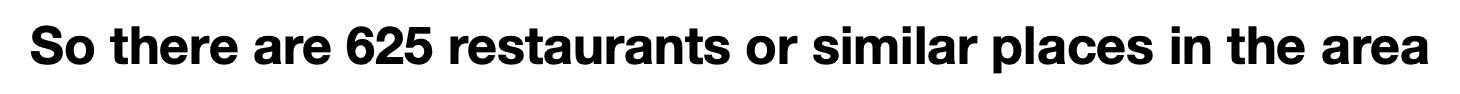 So there are 625 restaurants or similar places in the area